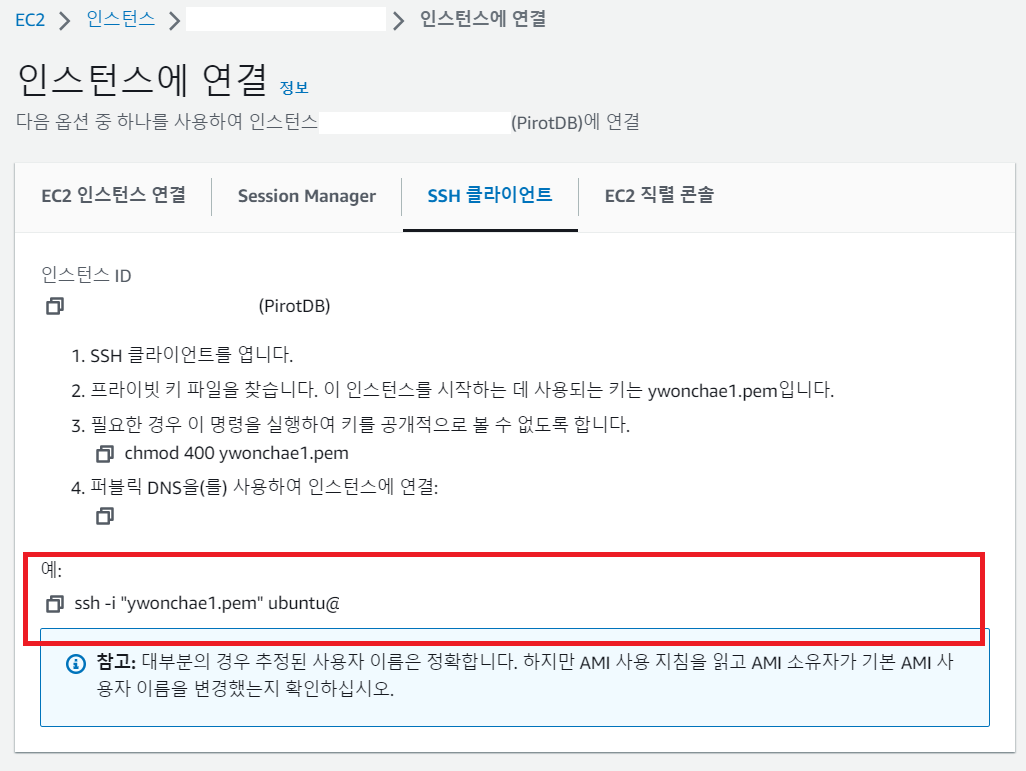 EC2 > 인스턴스 > > 인스턴스에 연결
인스턴스에 연결 정보
다음 옵션 중 하나를 사용하여 인스턴스 (PirotDB)에 연결
EC2 인스턴스 연결 Session Manager SSH 클라이언트 EC2 직렬 콘솔
인스턴스 ID
(PirotDB)
1. SSH 클라이언트를 엽니다.
2. 프라이빗 키 파일을 찾습니다. 이 인스턴스를 시작하는 데 사용되는 키는 ywonchae1.pem입니다.
3. 필요한 경우 이 명령을 실행하여 키를 공개적으로 볼 수 없도록 합니다.
chmod 400 ywonchae1.pem
4. 퍼블릭 DNS을(를) 사용하여 인스턴스에 연결:
예:
ssh -i "ywonchae1.pem" ubuntu@
참고: 대부분의 경우 추정된 사용자 이름은 정확합니다. 하지만 AMI 사용 지침을 읽고 AMI 소유자가 기본 AMI 사
용자 이름을 변경했는지 확인하십시오.